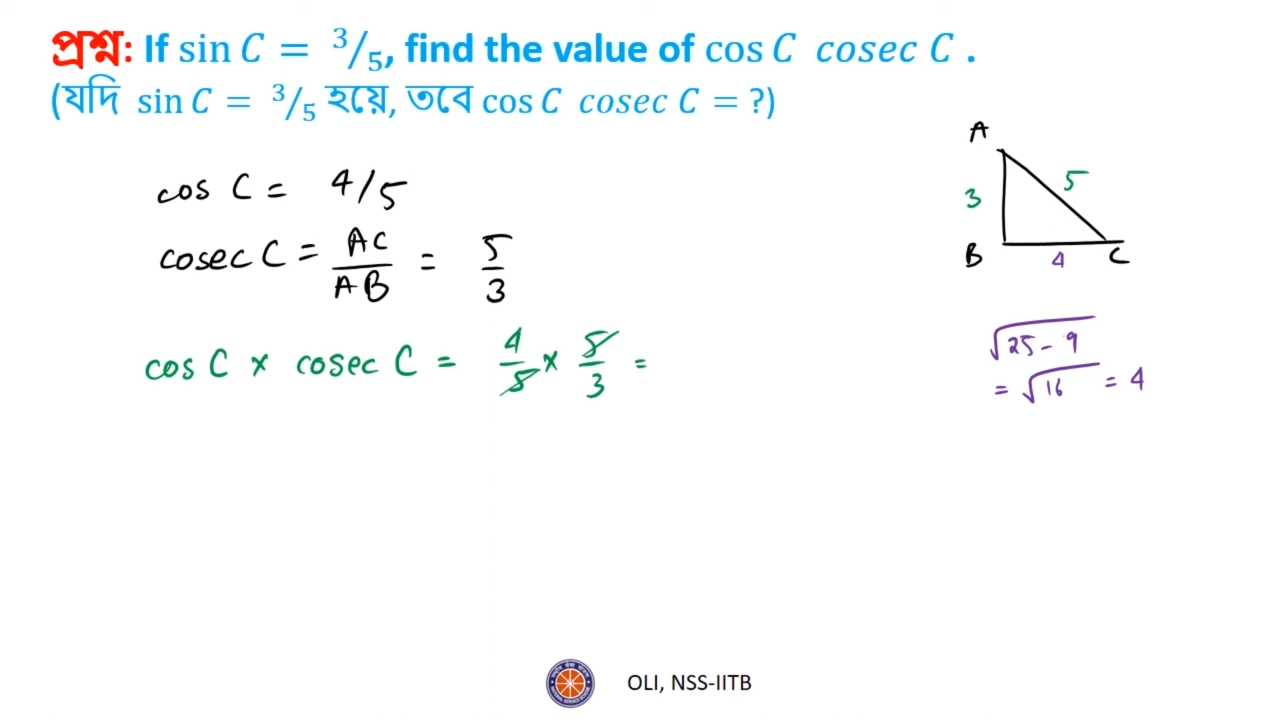 প্রশ্ন: If sin C = 3/5, find the value of cos C cosec C .
(যদি sin C = 3/5 হয়ে, তবে cos C cosec C = ?)
A
3
5
B
4
C
cos C = 4/5
cosec C = AC/AB = 5/3
cos C × cosec C = 4/5 × 5/3 =
√25 - 9
= √16 = 4
OLI, NSS-IITB